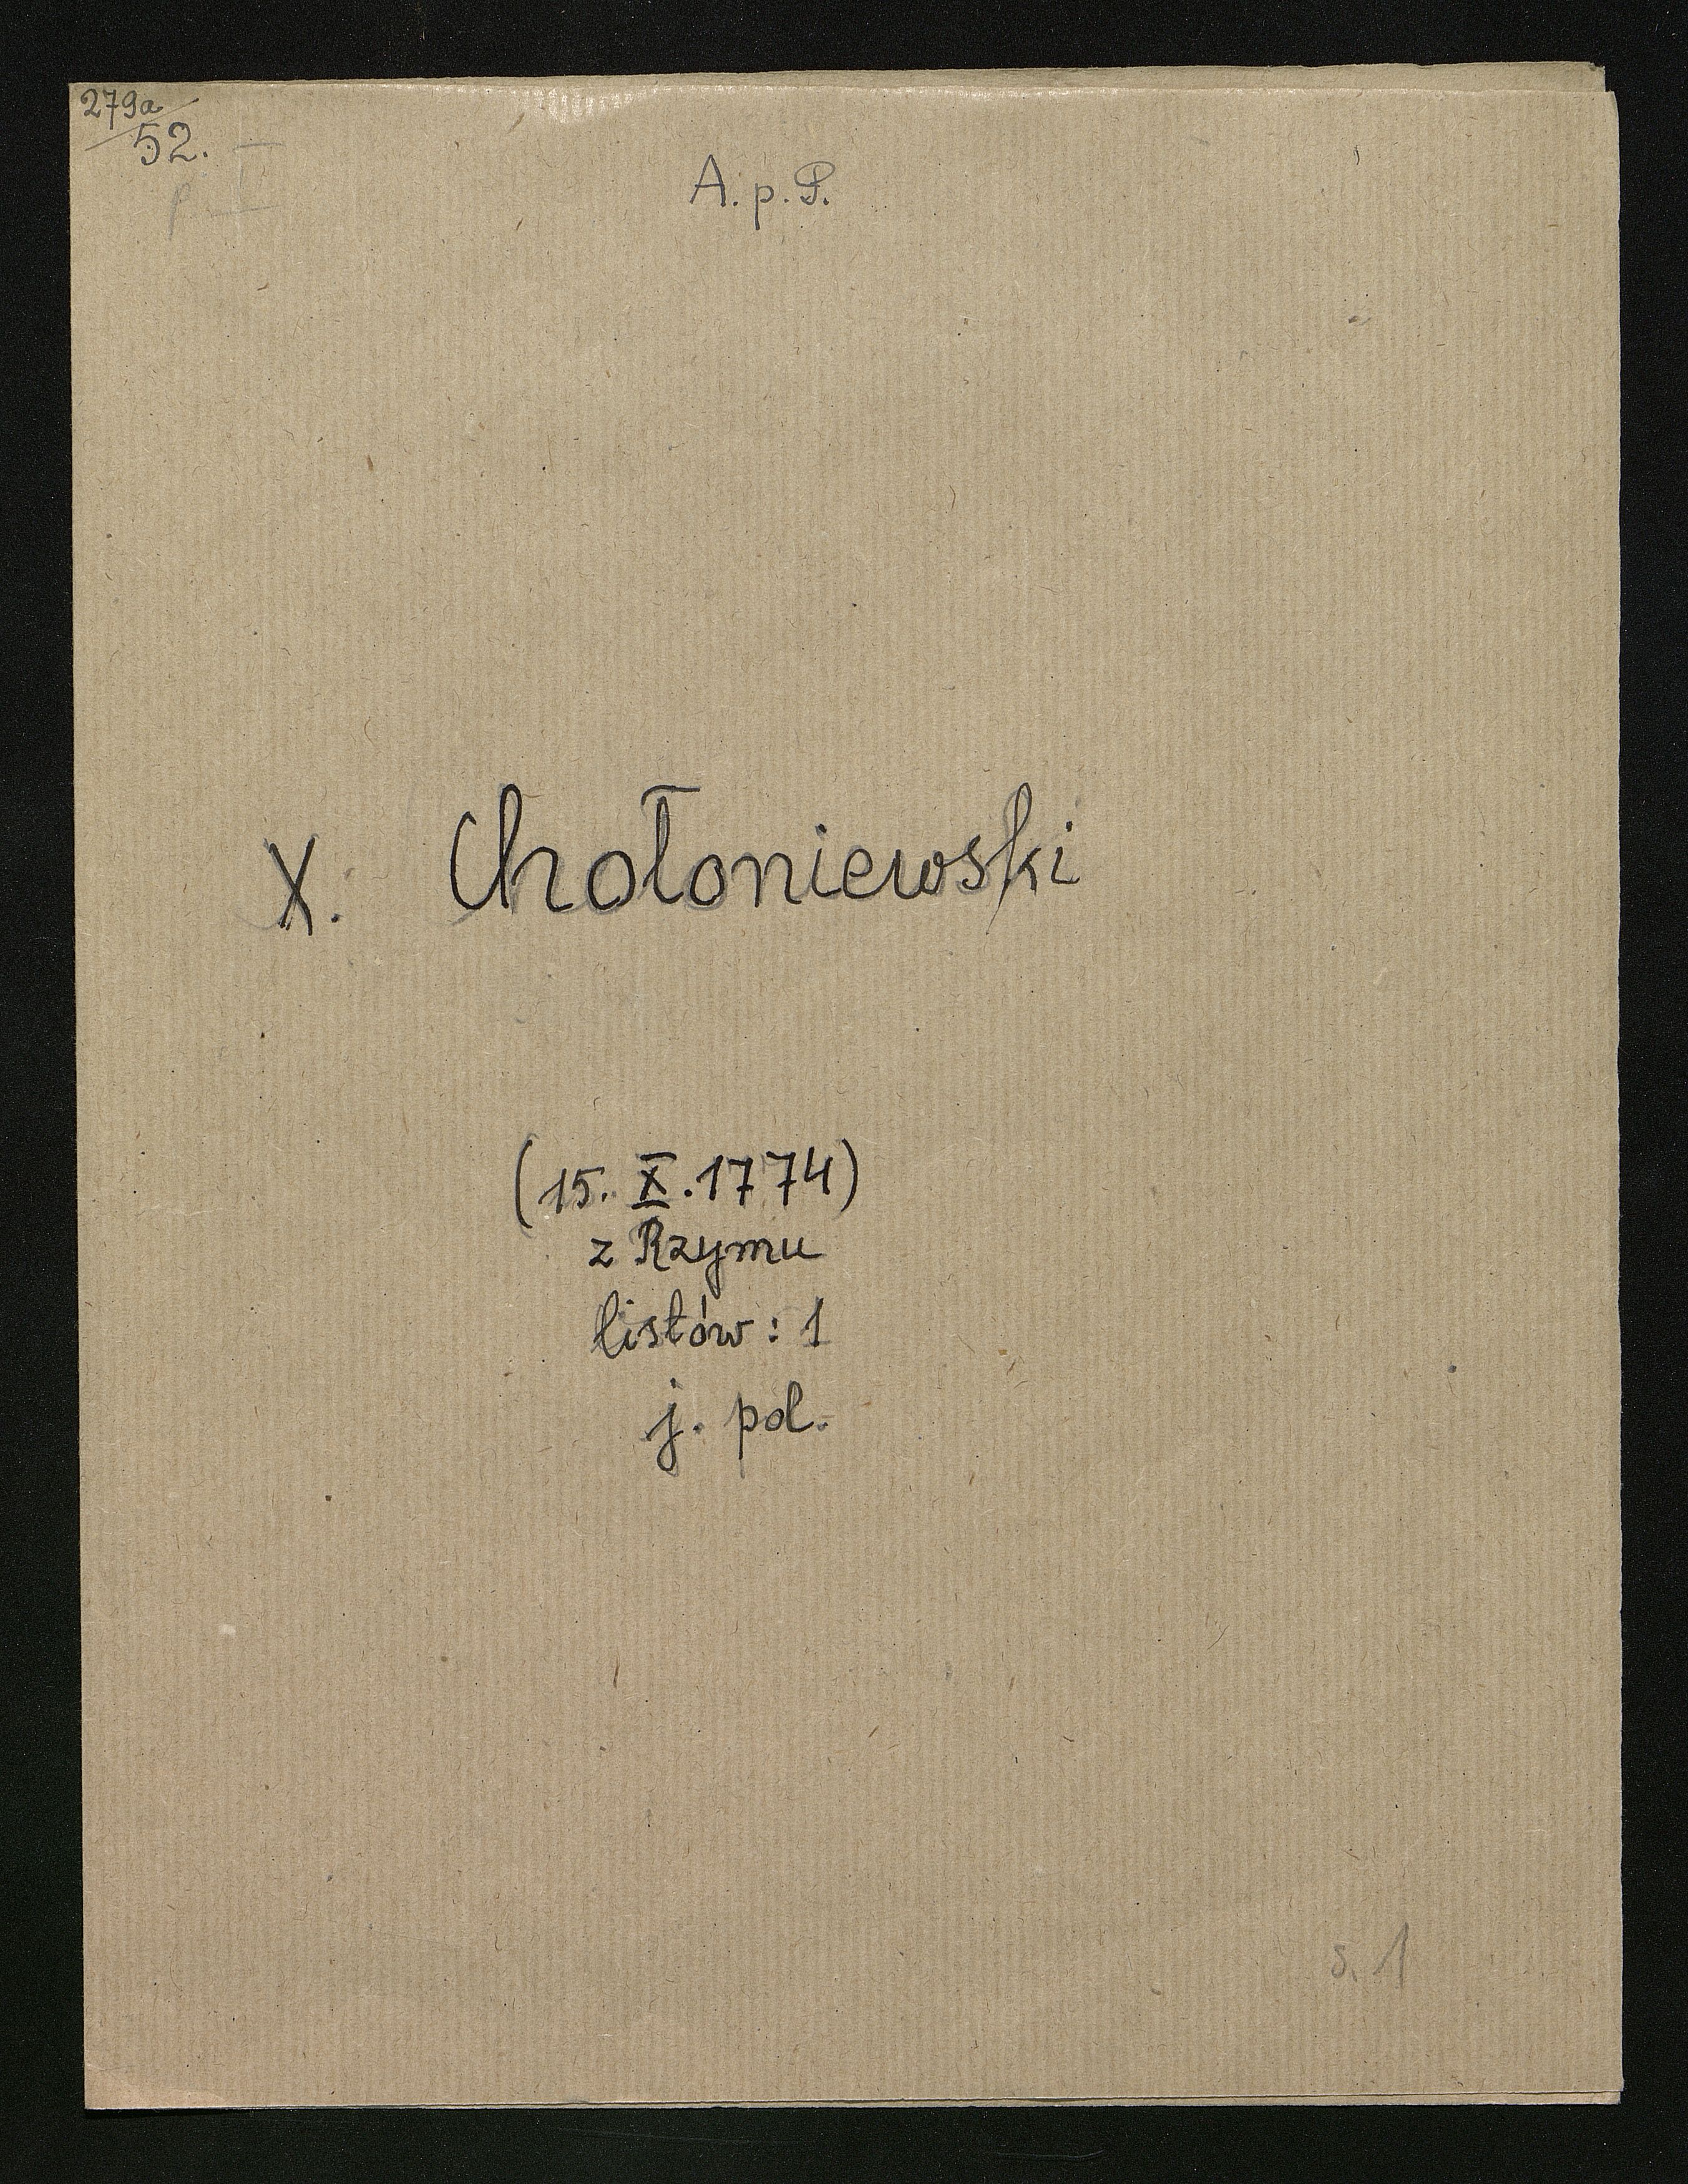 279a
52.
p I
A. p. P.
X. Chołoniewski
(15. X. 1774)
z Rzymu
listów: 1
j. pol.
s. 1